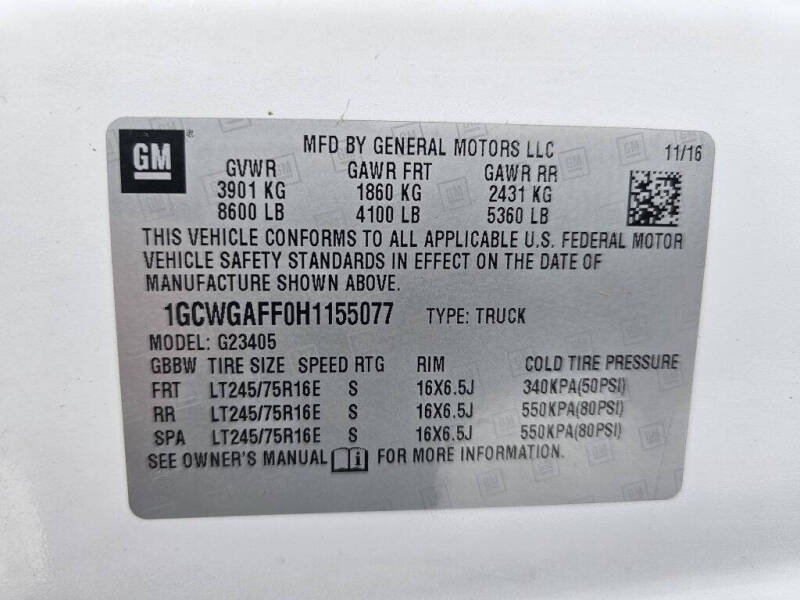 GM
MFD BY GENERAL MOTORS LLC 11/16
GVWR GAWR FRT GAWR RR
3901 KG 1860 KG 2431 KG
8600 LB 4100 LB 5360 LB
THIS VEHICLE CONFORMS TO ALL APPLICABLE U.S. FEDERAL MOTOR
VEHICLE SAFETY STANDARDS IN EFFECT ON THE DATE OF
MANUFACTURE SHOWN ABOVE.
1GCWGAFF0H1155077 TYPE: TRUCK
MODEL: G23405
GBBW TIRE SIZE SPEED RTG RIM COLD TIRE PRESSURE
FRT LT245/75R16E S 16X6.5J 340KPA(50PSI)
RR LT245/75R16E S 16X6.5J 550KPA(80PSI)
SPA LT245/75R16E S 16X6.5J 550KPA(80PSI)
SEE OWNER'S MANUAL FOR MORE INFORMATION.